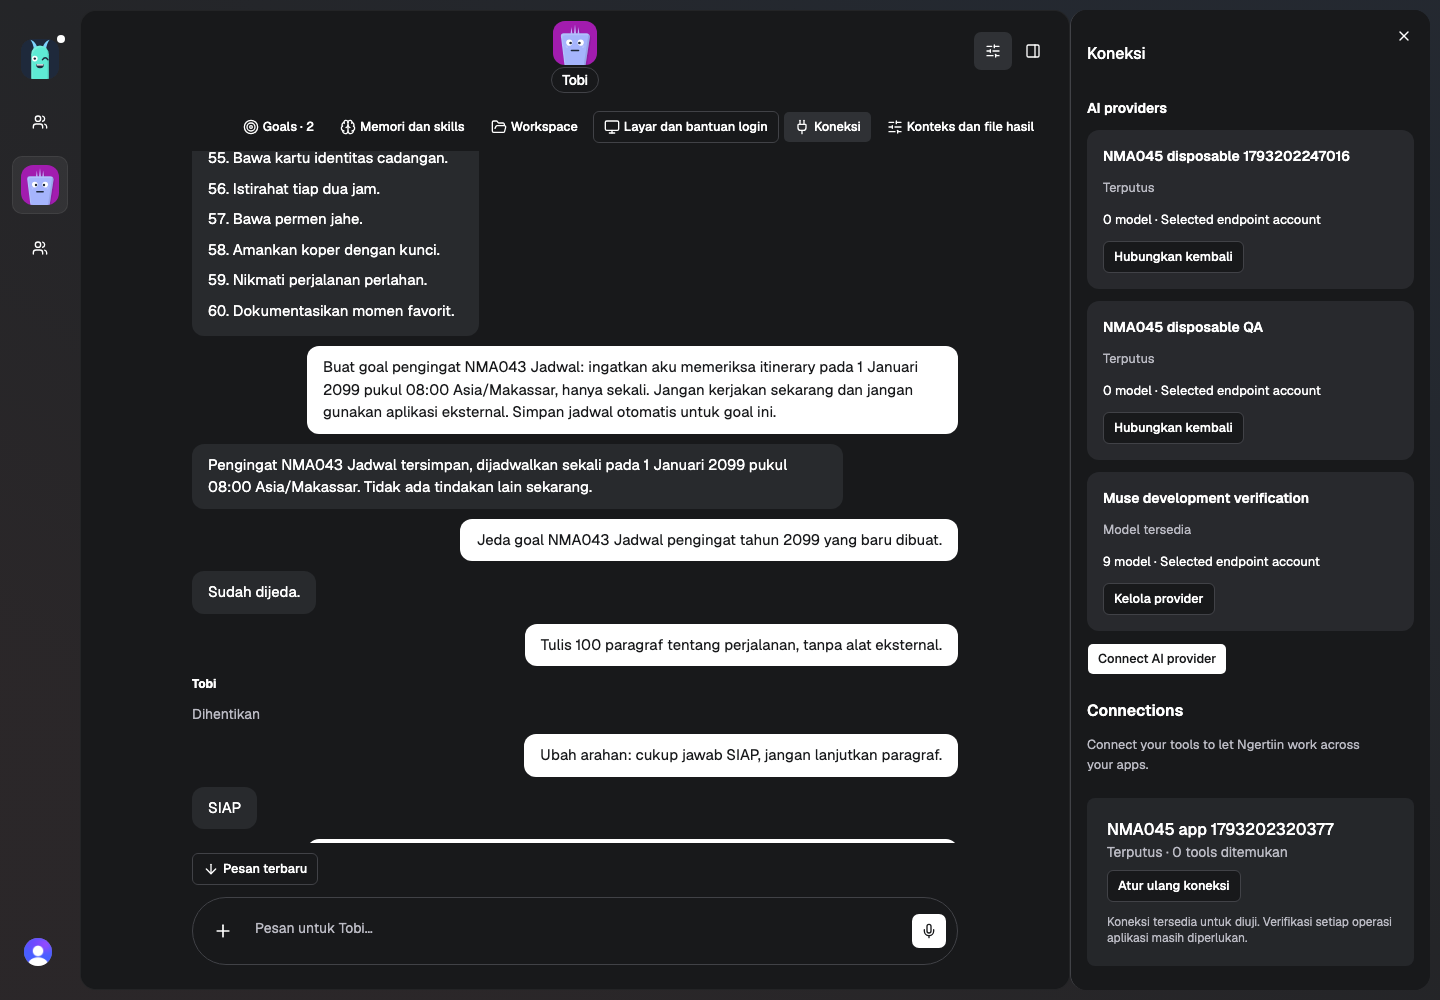 Tobi
Goals · 2
Memori dan skills
Workspace
Layar dan bantuan login
Koneksi
Konteks dan file hasil
55. Bawa kartu identitas cadangan.
56. Istirahat tiap dua jam.
57. Bawa permen jahe.
58. Amankan koper dengan kunci.
59. Nikmati perjalanan perlahan.
60. Dokumentasikan momen favorit.
Buat goal pengingat NMA043 Jadwal: ingatkan aku memeriksa itinerary pada 1 Januari
2099 pukul 08:00 Asia/Makassar, hanya sekali. Jangan kerjakan sekarang dan jangan
gunakan aplikasi eksternal. Simpan jadwal otomatis untuk goal ini.
Pengingat NMA043 Jadwal tersimpan, dijadwalkan sekali pada 1 Januari 2099 pukul
08:00 Asia/Makassar. Tidak ada tindakan lain sekarang.
Jeda goal NMA043 Jadwal pengingat tahun 2099 yang baru dibuat.
Sudah dijeda.
Tulis 100 paragraf tentang perjalanan, tanpa alat eksternal.
Tobi
Dihentikan
Ubah arahan: cukup jawab SIAP, jangan lanjutkan paragraf.
SIAP
Pesan terbaru
Pesan untuk Tobi...
Koneksi
AI providers
NMA045 disposable 1793202247016
Terputus
0 model · Selected endpoint account
Hubungkan kembali
NMA045 disposable QA
Terputus
0 model · Selected endpoint account
Hubungkan kembali
Muse development verification
Model tersedia
9 model · Selected endpoint account
Kelola provider
Connect AI provider
Connections
Connect your tools to let Ngertiin work across
your apps.
NMA045 app 1793202320377
Terputus · 0 tools ditemukan
Atur ulang koneksi
Koneksi tersedia untuk diuji. Verifikasi setiap operasi
aplikasi masih diperlukan.